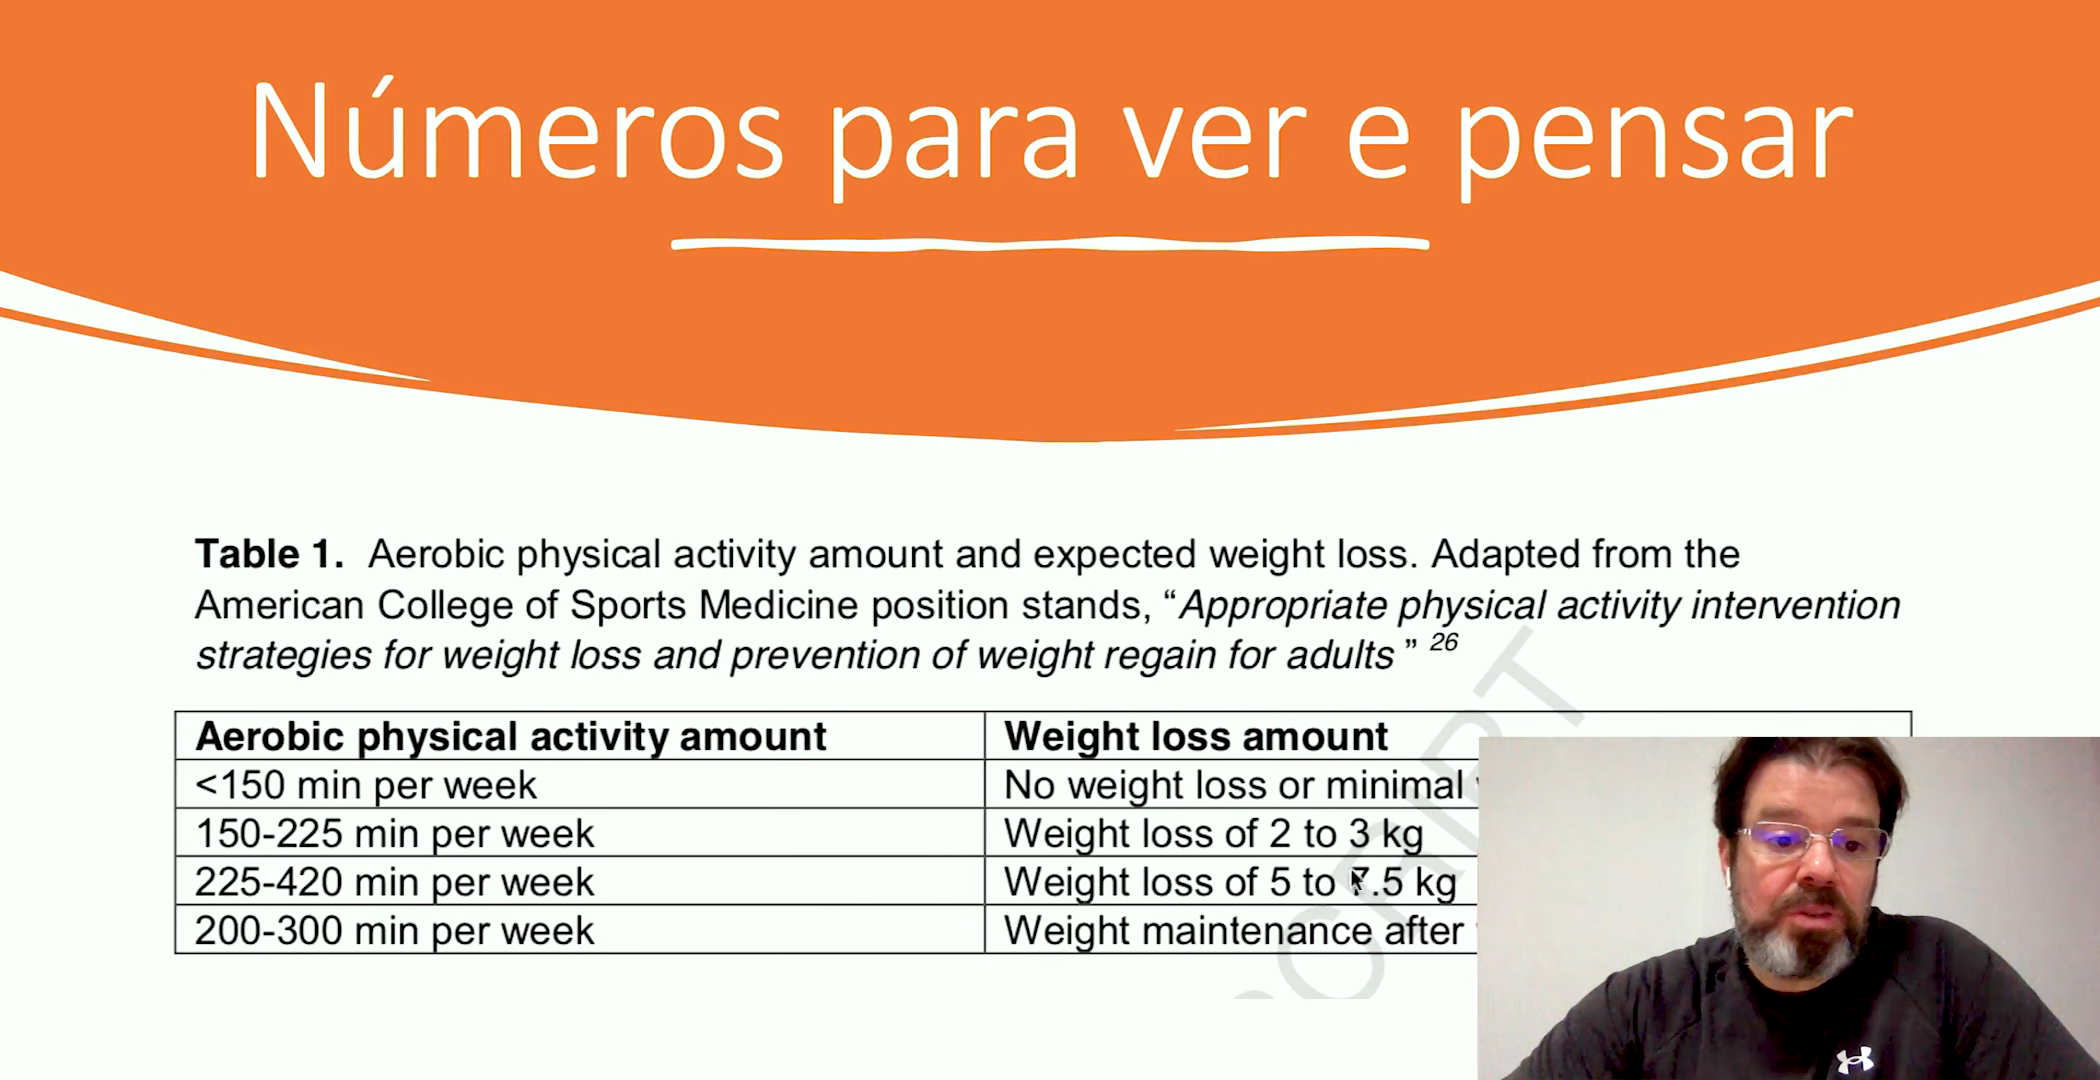 Números para ver e pensar
Table 1. Aerobic physical activity amount and expected weight loss. Adapted from the
American College of Sports Medicine position stands, “Appropriate physical activity intervention
strategies for weight loss and prevention of weight regain for adults ” 26
Aerobic physical activity amount Weight loss amount
<150 min per week No weight loss or minimal
150-225 min per week Weight loss of 2 to 3 kg
225-420 min per week Weight loss of 5 to 7.5 kg
200-300 min per week Weight maintenance after